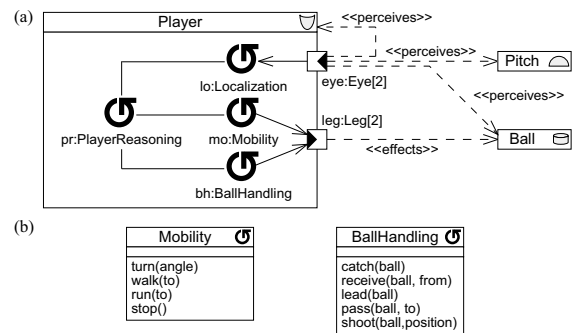 (a)
Player
<<perceives>>
<<perceives>>
Pitch
lo:Localization
eye:Eye[2]
<<perceives>>
leg:Leg[2]
pr:PlayerReasoning
mo:Mobility
Ball
<<effects>>
bh:BallHandling
(b)
Mobility
turn(angle)
walk(to)
run(to)
stop()
BallHandling
catch(ball)
receive(ball, from)
lead(ball)
pass(ball, to)
shoot(ball,position)